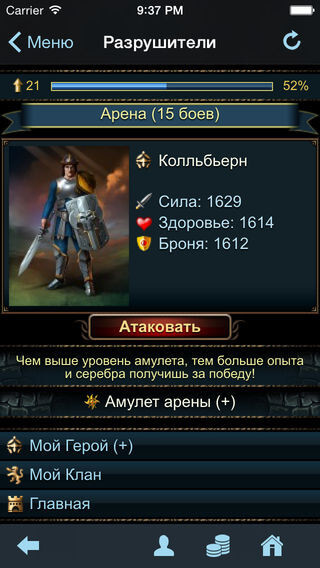 Carrier 9:37 PM
Меню Разрушители
21 52%
Арена (15 боев)
Колльбьерн
Сила: 1629
Здоровье: 1614
Броня: 1612
Атаковать
Чем выше уровень амулета, тем больше опыта
и серебра получишь за победу!
Амулет арены (+)
Мой Герой (+)
Мой Клан
Главная